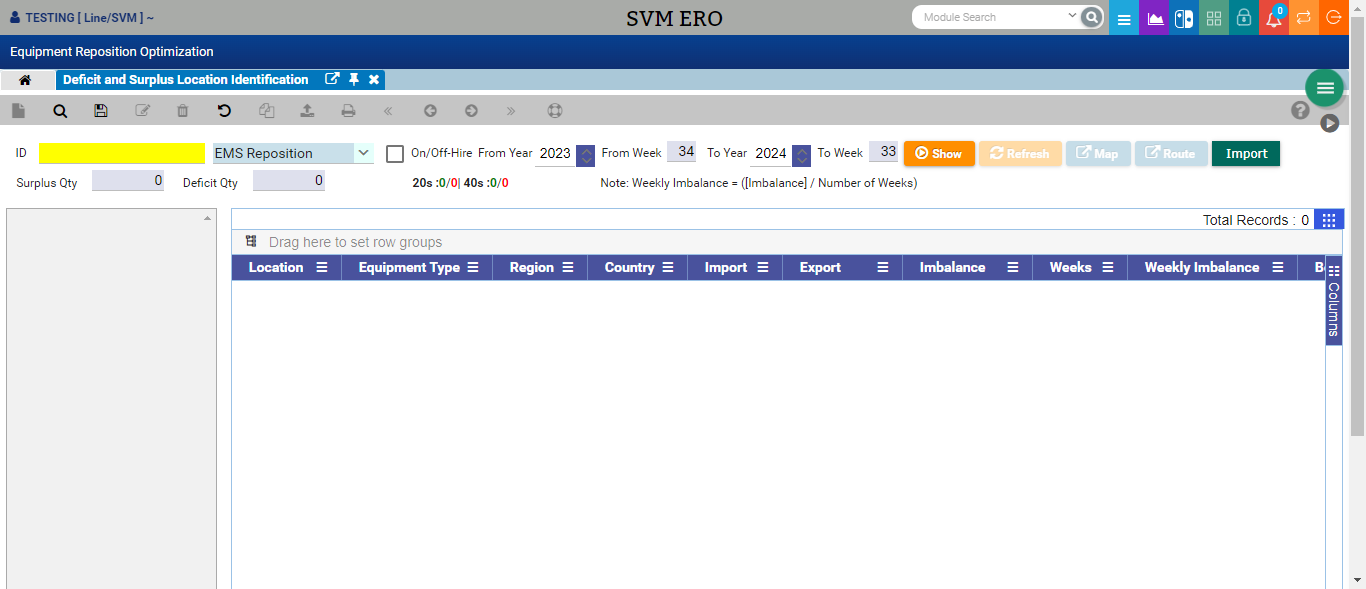 TESTING [ Line/SVM ] ~
SVM ERO
Module Search
0
Equipment Reposition Optimization
Deficit and Surplus Location Identification
ID EMS Reposition On/Off-Hire From Year 2023 From Week 34 To Year 2024 To Week 33 Show Refresh Map Route Import
Surplus Qty 0 Deficit Qty 0 20s :0/0| 40s :0/0 Note: Weekly Imbalance = ([Imbalance] / Number of Weeks)
Total Records : 0
Drag here to set row groups
Location Equipment Type Region Country Import Export Imbalance Weeks Weekly Imbalance
Columns